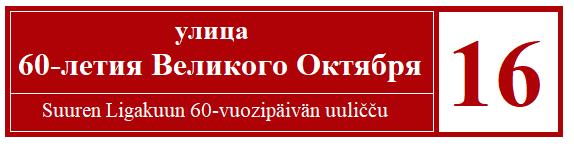 улица
60-летия Великого Октября
Suuren Ligakuun 60-vuozipäivän uuličču
16